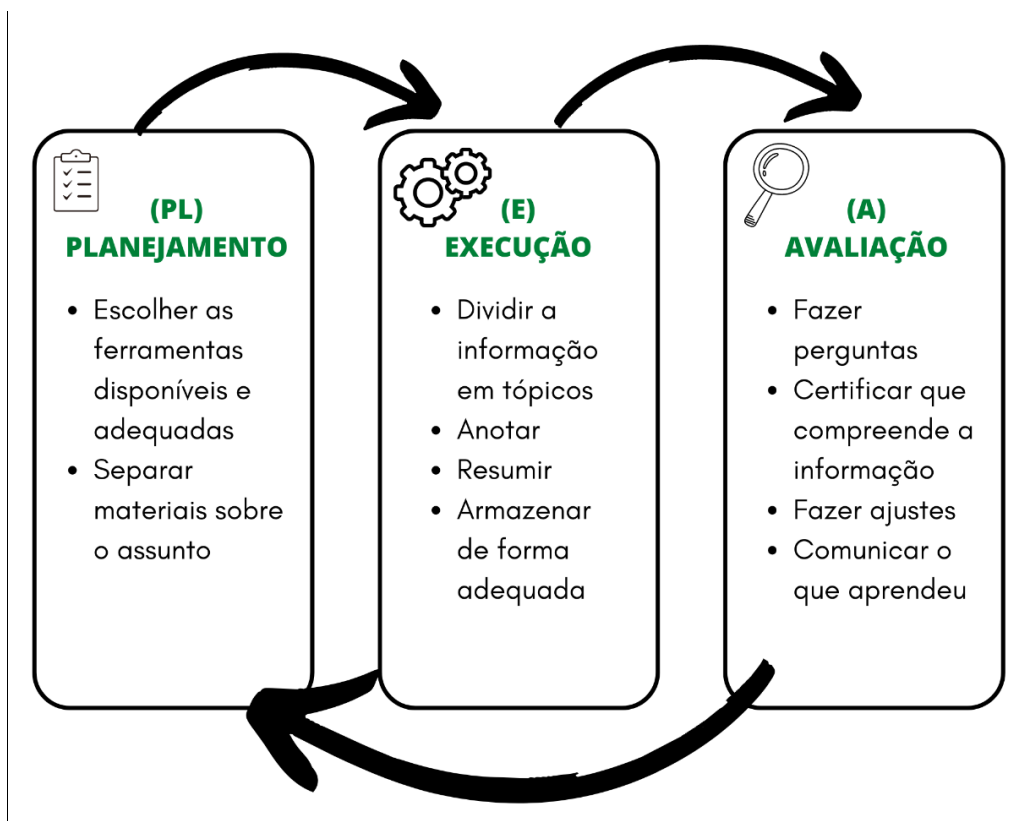 (PL)
PLANEJAMENTO
• Escolher as
ferramentas
disponíveis e
adequadas
• Separar
materiais sobre
o assunto
(E)
EXECUÇÃO
• Dividir a
informação
em tópicos
• Anotar
• Resumir
• Armazenar
de forma
adequada
(A)
AVALIAÇÃO
• Fazer
perguntas
• Certificar que
compreende a
informação
• Fazer ajustes
• Comunicar o
que aprendeu